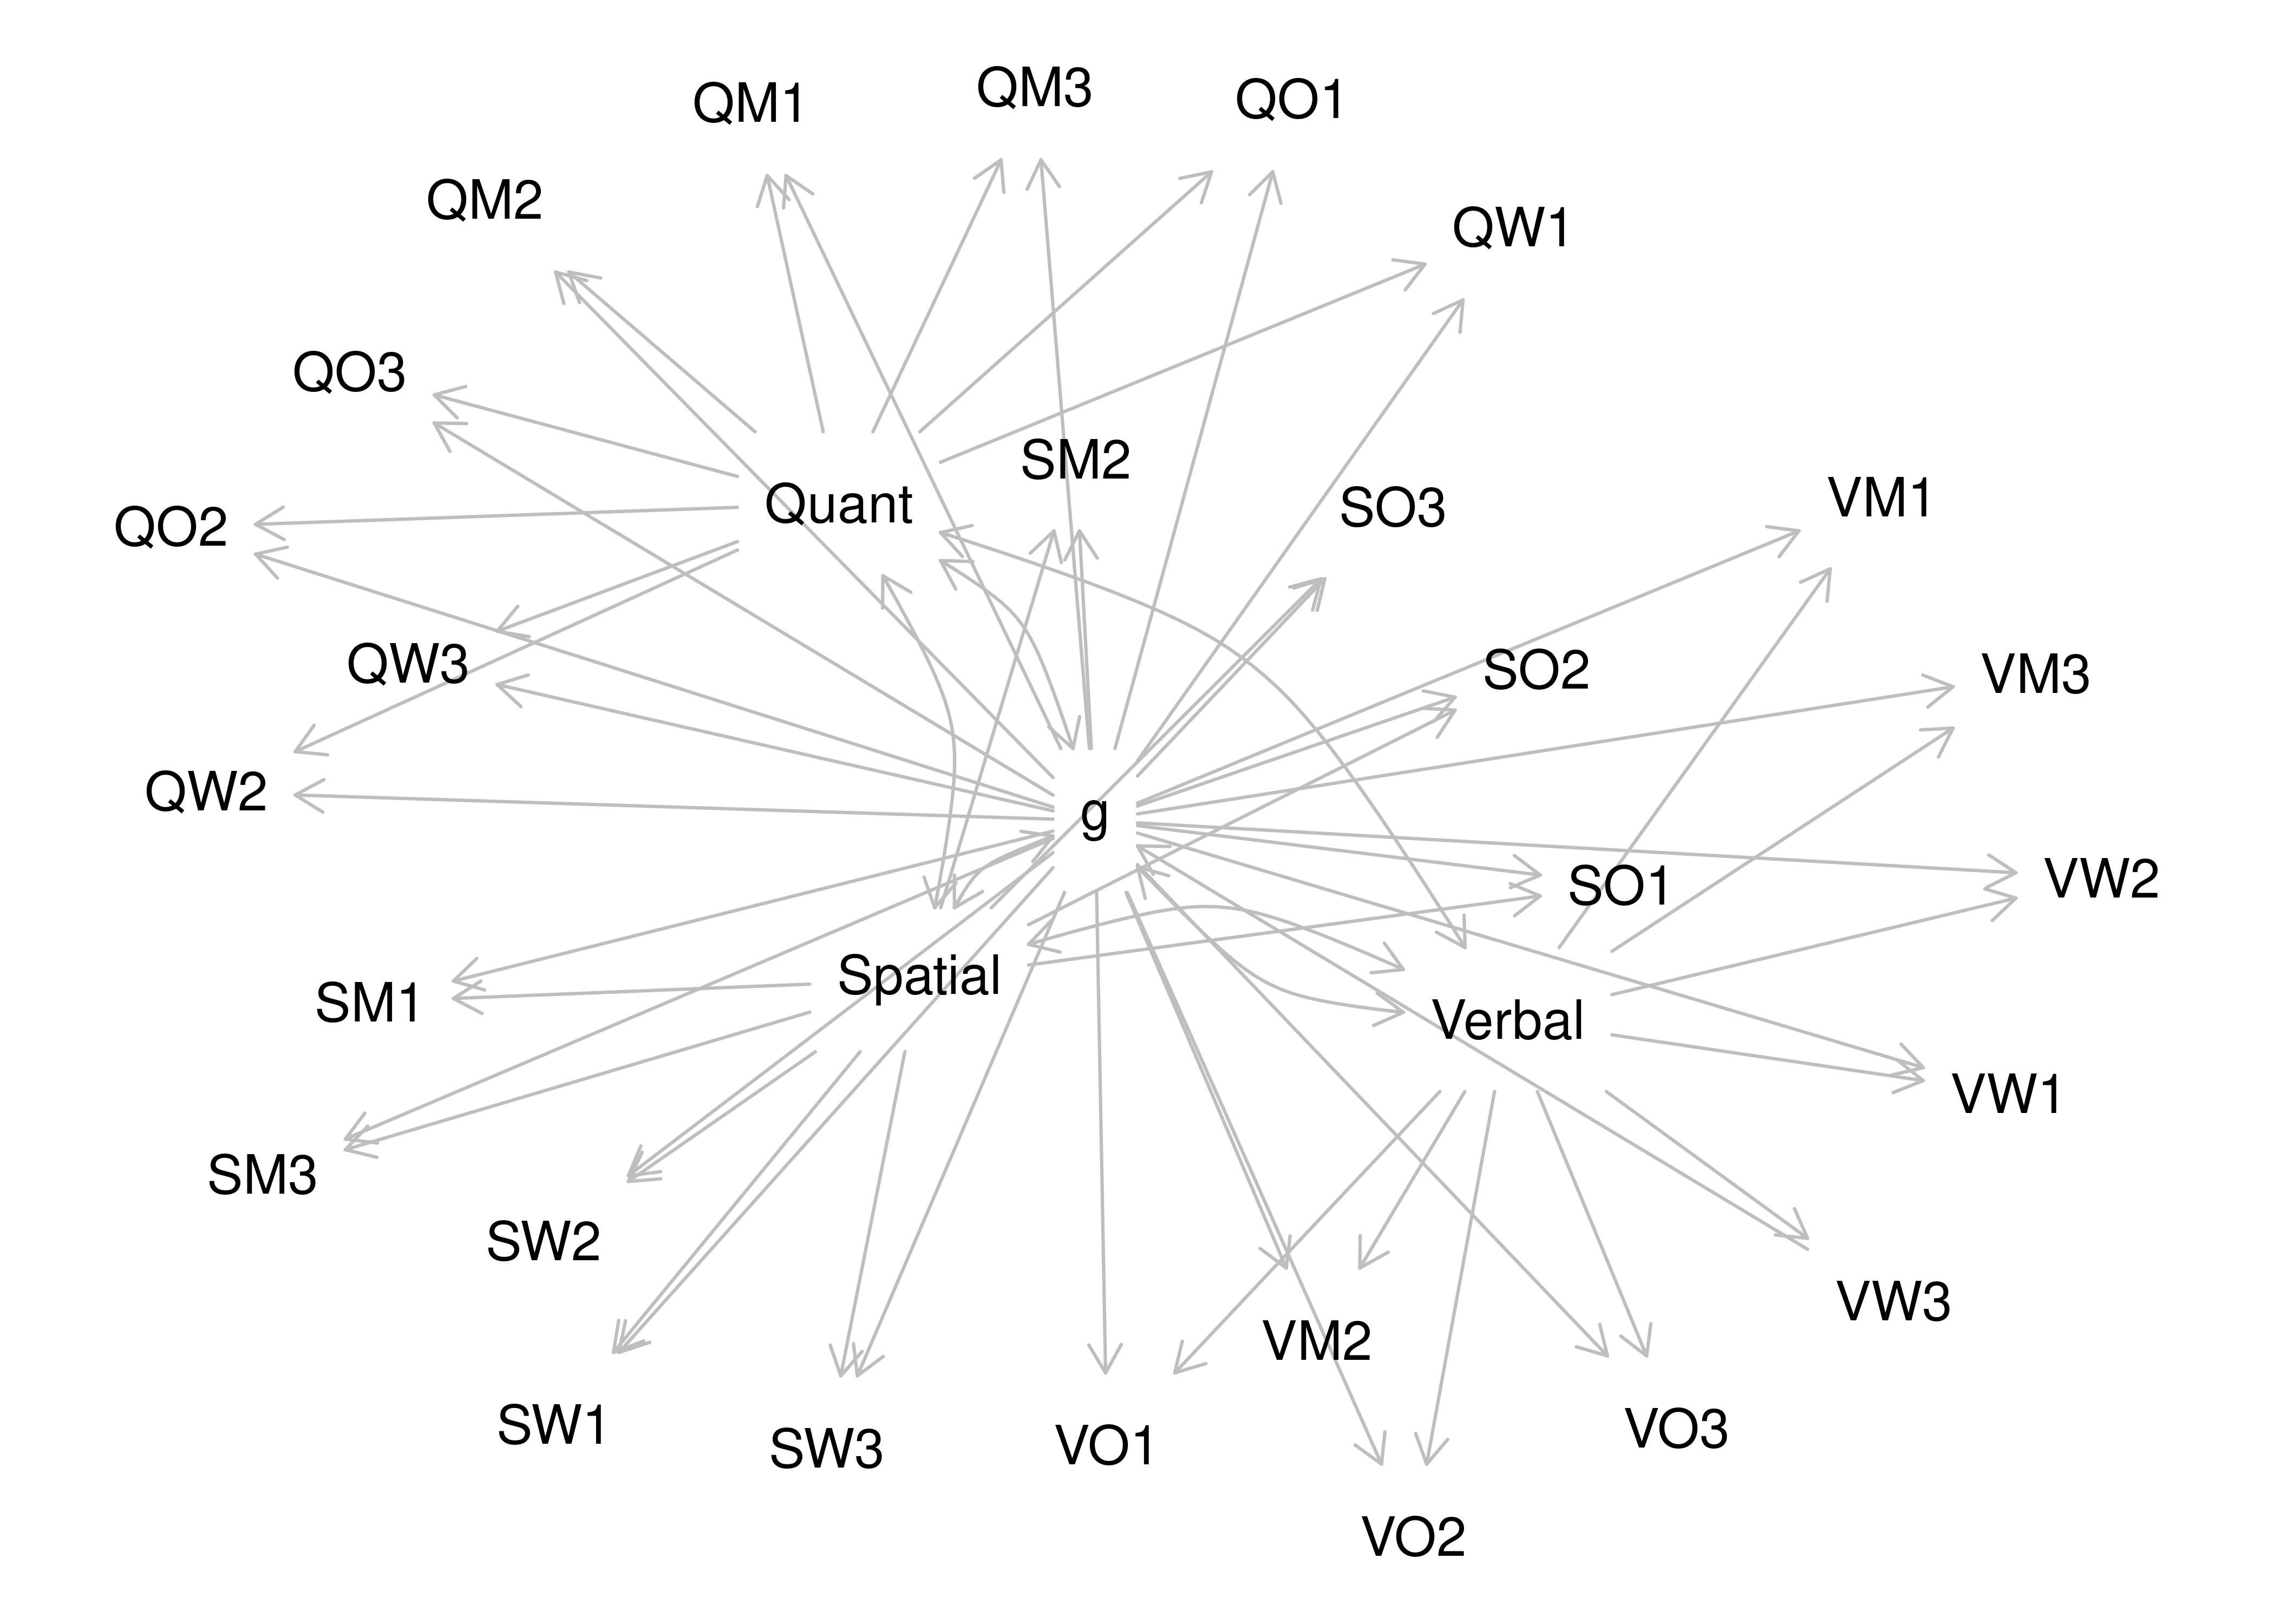 QM3
QO1
QM1
QM2
QW1
QO3
SM2
VM1
Quant
SO3
QO2
QW3
SO2
VM3
QW2
g
VW2
SO1
Spatial
SM1
Verbal
VW1
SM3
SW2
VW3
VM2
SW1
VO3
VO1
SW3
VO2